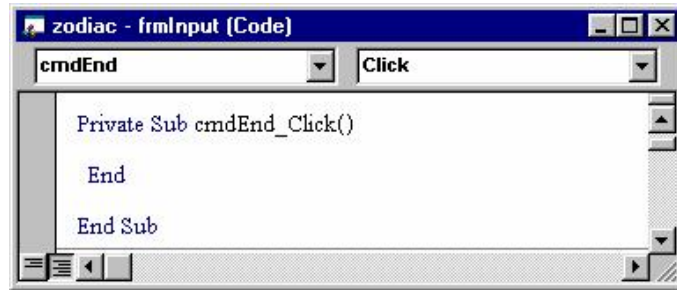 zodiac - frmInput (Code)
cmdEnd Click
Private Sub cmdEnd_Click()
End
End Sub